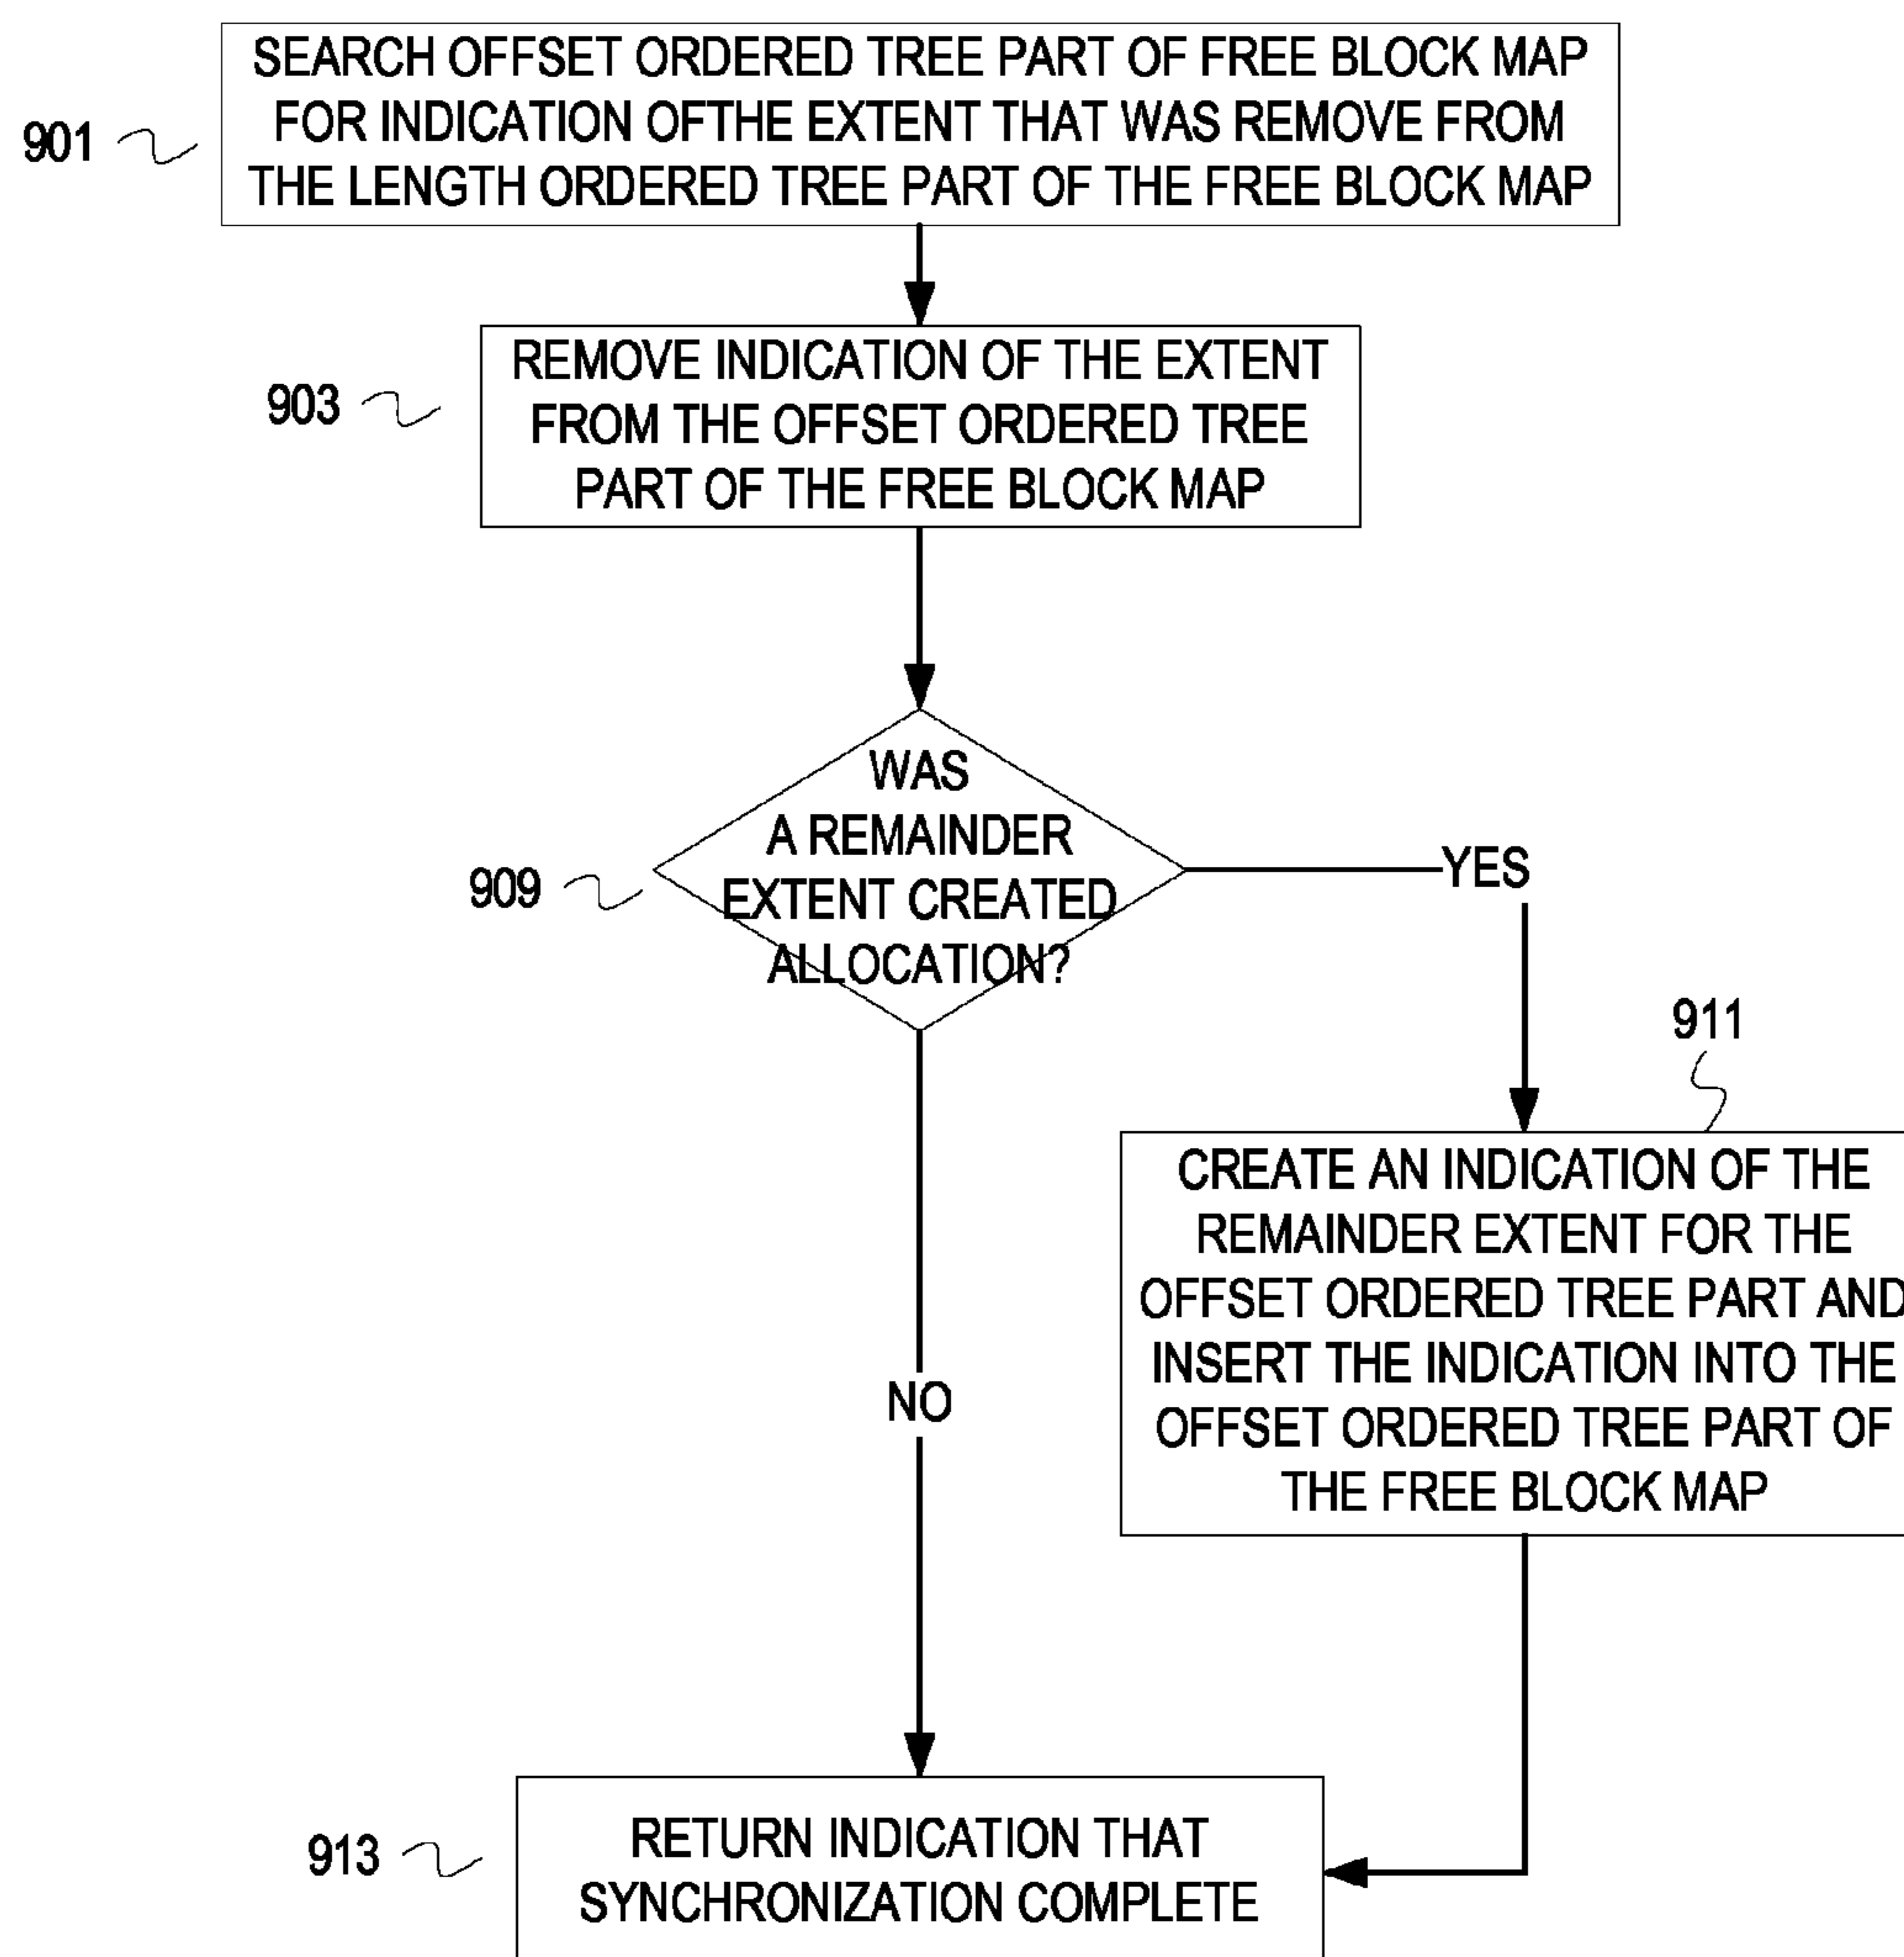 SEARCH OFFSET ORDERED TREE PART OF FREE BLOCK MAP
FOR INDICATION OFTHE EXTENT THAT WAS REMOVE FROM
THE LENGTH ORDERED TREE PART OF THE FREE BLOCK MAP
901
REMOVE INDICATION OF THE EXTENT
FROM THE OFFSET ORDERED TREE
PART OF THE FREE BLOCK MAP
903
WAS
A REMAINDER
EXTENT CREATED
ALLOCATION?
909
YES
911
CREATE AN INDICATION OF THE
REMAINDER EXTENT FOR THE
OFFSET ORDERED TREE PART AND
INSERT THE INDICATION INTO THE
OFFSET ORDERED TREE PART OF
THE FREE BLOCK MAP
NO
913
RETURN INDICATION THAT
SYNCHRONIZATION COMPLETE